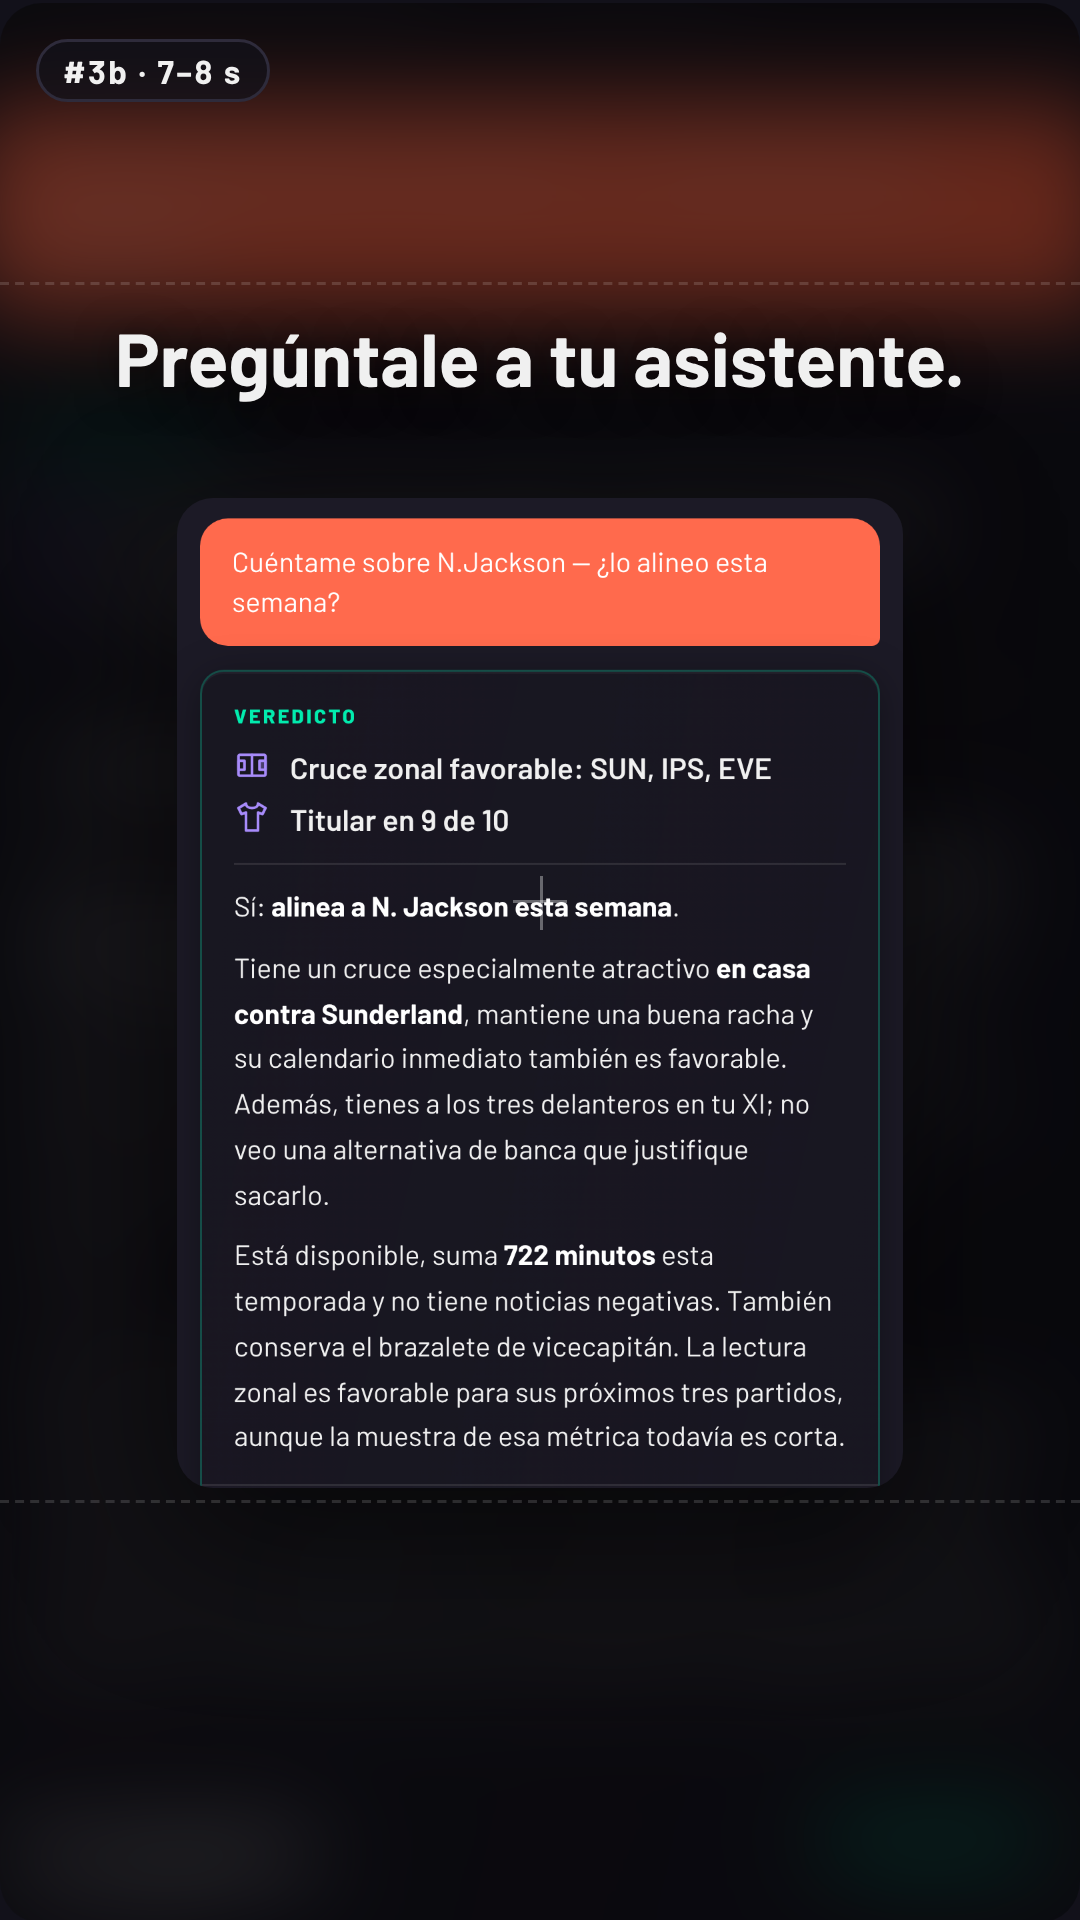 #3b · 7–8 s
Pregúntale a tu asistente.
Cuéntame sobre N.Jackson — ¿lo alineo esta
semana?
VEREDICTO
Cruce zonal favorable: SUN, IPS, EVE
Titular en 9 de 10
Sí: alinea a N. Jackson esta semana.
Tiene un cruce especialmente atractivo en casa
contra Sunderland, mantiene una buena racha y
su calendario inmediato también es favorable.
Además, tienes a los tres delanteros en tu XI; no
veo una alternativa de banca que justifique
sacarlo.
Está disponible, suma 722 minutos esta
temporada y no tiene noticias negativas. También
conserva el brazalete de vicecapitán. La lectura
zonal es favorable para sus próximos tres partidos,
aunque la muestra de esa métrica todavía es corta.